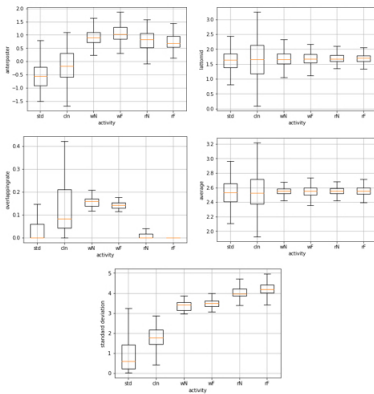 anterposter
1.5
1.0
0.5
0.0
−0.5
−1.0
−1.5
std
cln
wN
wF
rN
rF
activity
3.0
2.5
2.0
1.5
1.0
0.5
0.0
std
cln
wN
wF
rN
rF
activity
overlappingrate
0.4
0.3
0.2
0.1
0.0
std
cln
wN
wF
rN
rF
activity
average
3.2
3.0
2.8
2.6
2.4
2.2
2.0
std
cln
wN
wF
rN
rF
activity
standard deviation
5
4
3
2
1
0
std
cln
wN
wF
rN
rF
activity